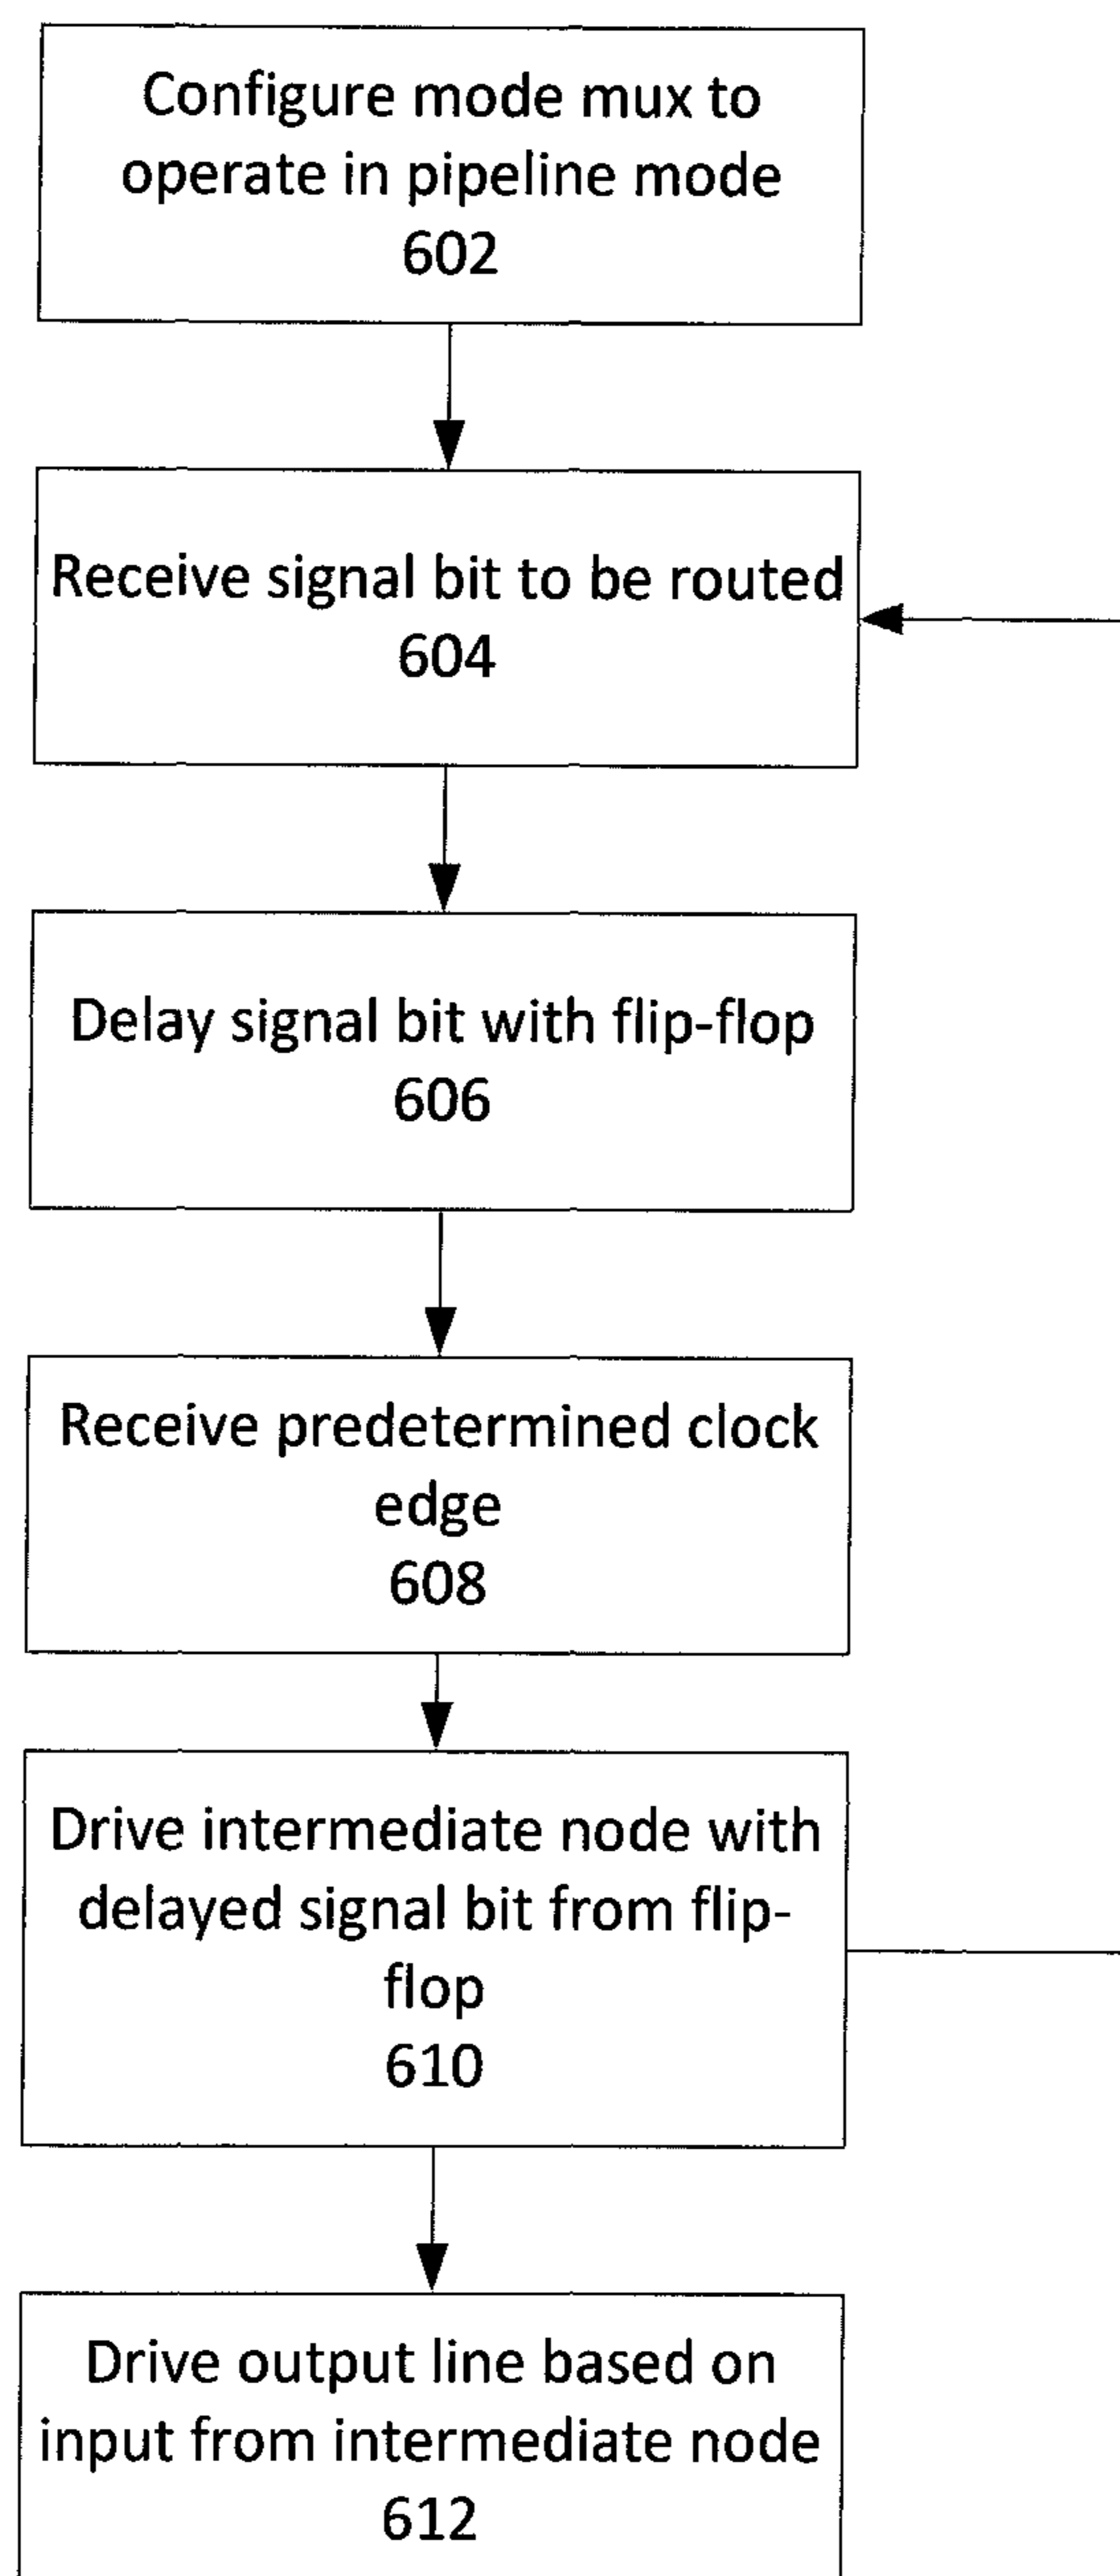 Configure mode mux to
operate in pipeline mode
602
Receive signal bit to be routed
604
Delay signal bit with flip-flop
606
Receive predetermined clock
edge
608
Drive intermediate node with
delayed signal bit from flip-
flop
610
Drive output line based on
input from intermediate node
612